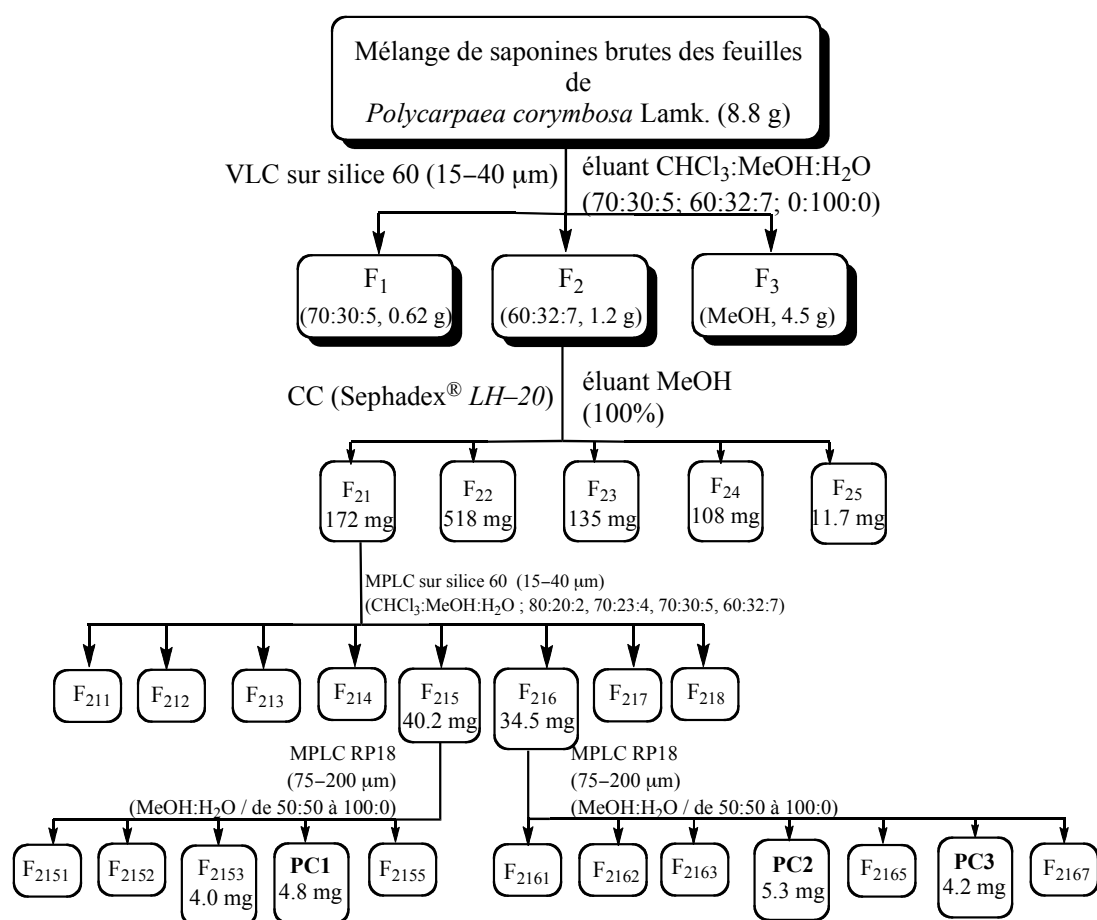 Mélange de saponines brutes des feuilles
de
Polycarpaea corymbosa Lamk. (8.8 g)
VLC sur silice 60 (15–40 μm)
éluant CHCl₃:MeOH:H₂O
(70:30:5; 60:32:7; 0:100:0)
F₁
(70:30:5, 0.62 g)
F₂
(60:32:7, 1.2 g)
F₃
(MeOH, 4.5 g)
CC (Sephadex® LH–20)
éluant MeOH
(100%)
F₂₁
172 mg
F₂₂
518 mg
F₂₃
135 mg
F₂₄
108 mg
F₂₅
11.7 mg
MPLC sur silice 60 (15–40 μm)
(CHCl₃:MeOH:H₂O ; 80:20:2, 70:23:4, 70:30:5, 60:32:7)
F₂₁₁
F₂₁₂
F₂₁₃
F₂₁₄
F₂₁₅
40.2 mg
F₂₁₆
34.5 mg
F₂₁₇
F₂₁₈
MPLC RP18
(75–200 μm)
(MeOH:H₂O / de 50:50 à 100:0)
MPLC RP18
(75–200 μm)
(MeOH:H₂O / de 50:50 à 100:0)
F₂₁₅₁
F₂₁₅₂
F₂₁₅₃
4.0 mg
PC1
4.8 mg
F₂₁₅₅
F₂₁₆₁
F₂₁₆₂
F₂₁₆₃
PC2
5.3 mg
F₂₁₆₅
PC3
4.2 mg
F₂₁₆₇